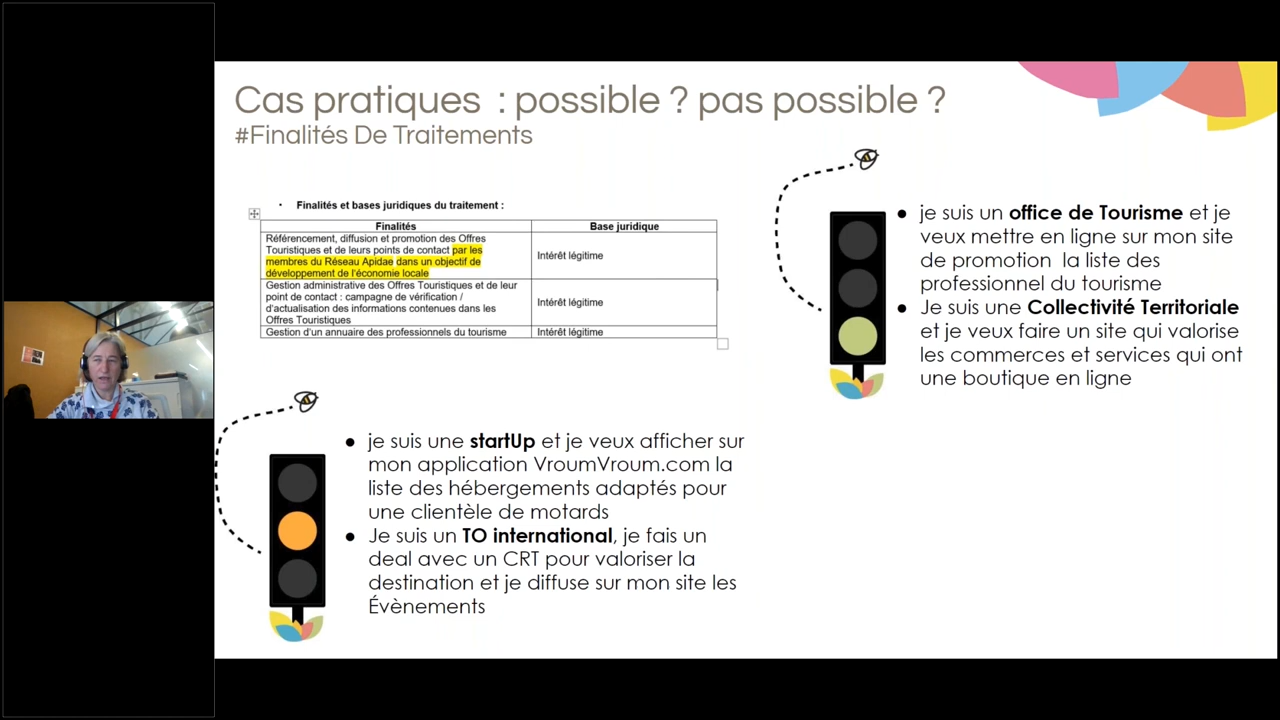 Cas pratiques : possible ? pas possible ?
#Finalités De Traitements
• Finalités et bases juridiques du traitement :
Finalités
Base juridique
Référencement, diffusion et promotion des Offres
Touristiques et de leurs points de contact par les
membres du Réseau Apidae dans un objectif de
développement de l'économie locale
Intérêt légitime
Gestion administrative des Offres Touristiques et de leur
point de contact : campagne de vérification /
d'actualisation des informations contenues dans les
Offres Touristiques
Intérêt légitime
Gestion d'un annuaire des professionnels du tourisme
Intérêt légitime
● je suis un office de Tourisme et je
veux mettre en ligne sur mon site
de promotion la liste des
professionnel du tourisme
● Je suis une Collectivité Territoriale
et je veux faire un site qui valorise
les commerces et services qui ont
une boutique en ligne
● je suis une startUp et je veux afficher sur
mon application VroumVroum.com la
liste des hébergements adaptés pour
une clientèle de motards
● Je suis un TO international, je fais un
deal avec un CRT pour valoriser la
destination et je diffuse sur mon site les
Évènements